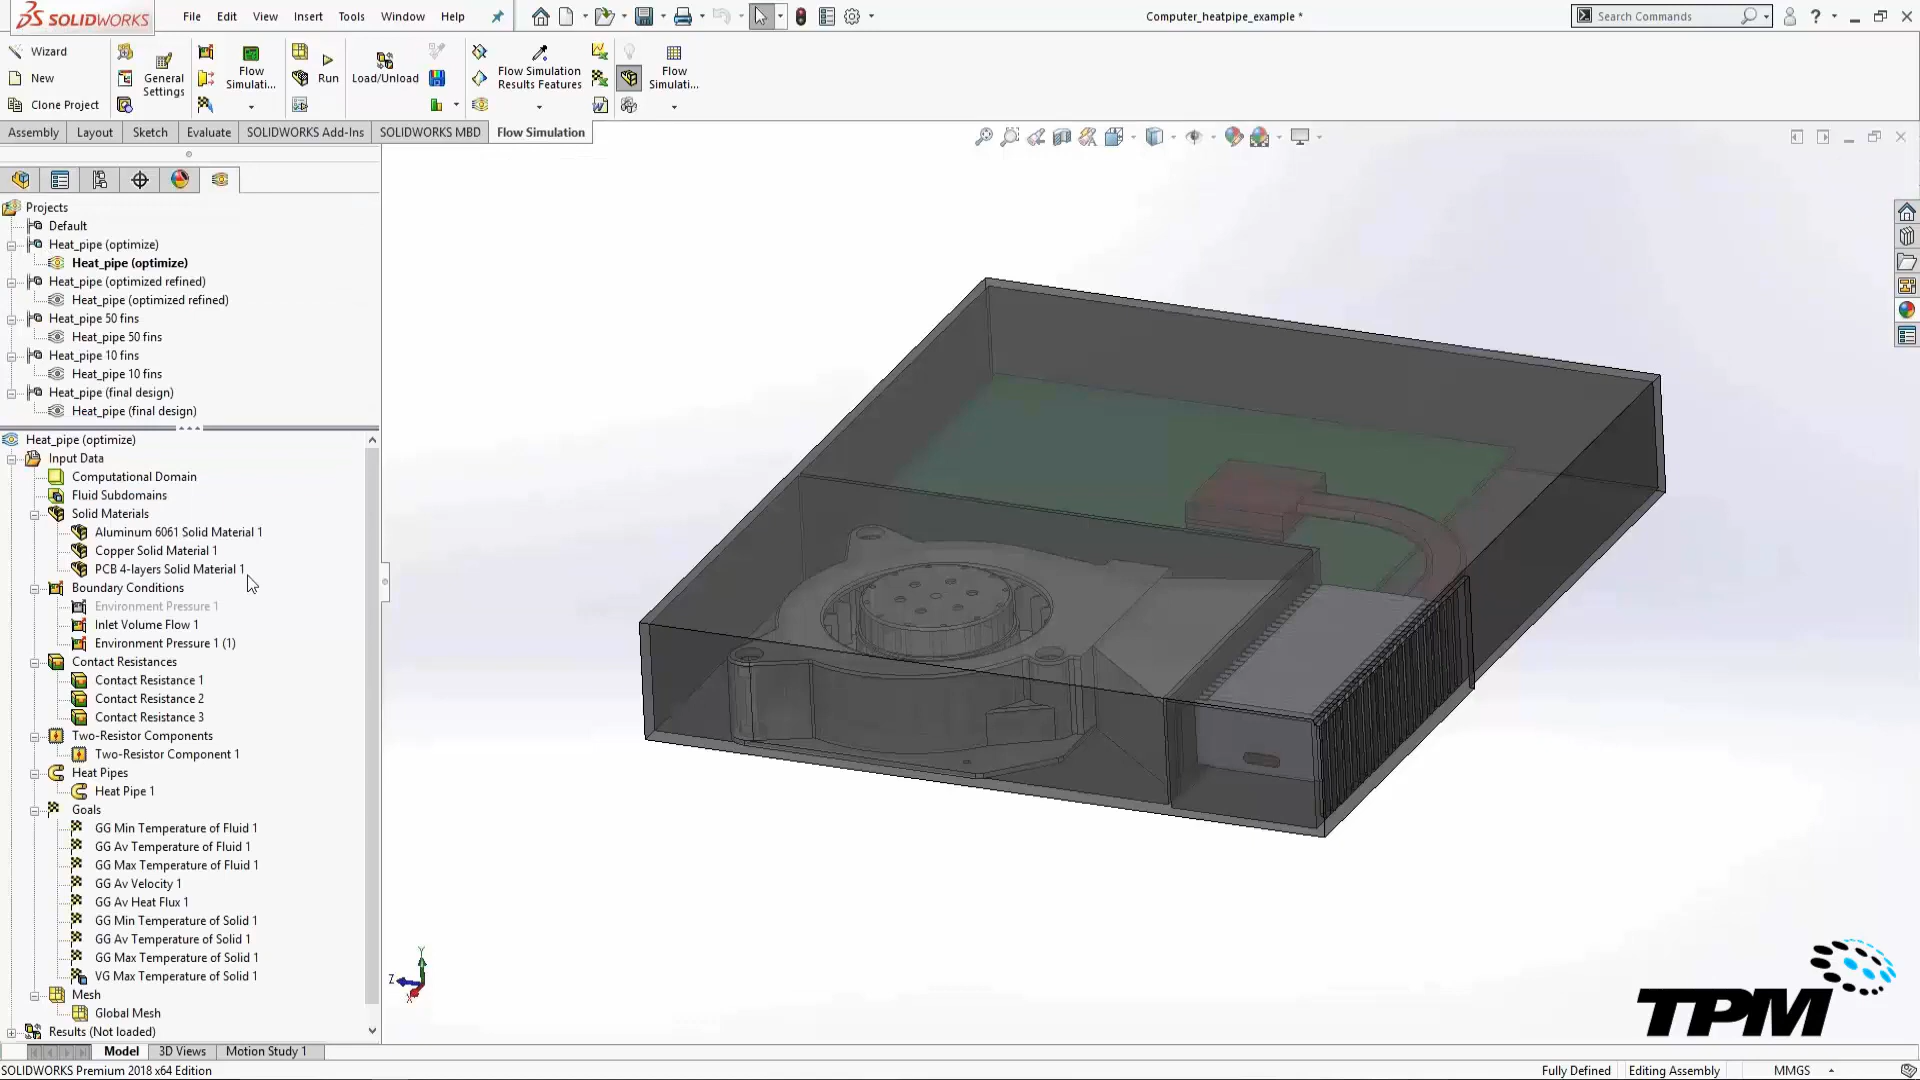 SOLIDWORKS
File Edit View Insert Tools Window Help
Computer_heatpipe_example *
Search Commands
Wizard
New
Clone Project
General Settings
Flow Simulati...
Run
Load/Unload
Flow Simulation Results Features
Flow Simulati...
Assembly Layout Sketch Evaluate SOLIDWORKS Add-Ins SOLIDWORKS MBD Flow Simulation
Projects
Default
Heat_pipe (optimize)
Heat_pipe (optimize)
Heat_pipe (optimized refined)
Heat_pipe (optimized refined)
Heat_pipe 50 fins
Heat_pipe 50 fins
Heat_pipe 10 fins
Heat_pipe 10 fins
Heat_pipe (final design)
Heat_pipe (final design)
Heat_pipe (optimize)
Input Data
Computational Domain
Fluid Subdomains
Solid Materials
Aluminum 6061 Solid Material 1
Copper Solid Material 1
PCB 4-layers Solid Material 1
Boundary Conditions
Environment Pressure 1
Inlet Volume Flow 1
Environment Pressure 1 (1)
Contact Resistances
Contact Resistance 1
Contact Resistance 2
Contact Resistance 3
Two-Resistor Components
Two-Resistor Component 1
Heat Pipes
Heat Pipe 1
Goals
GG Min Temperature of Fluid 1
GG Av Temperature of Fluid 1
GG Max Temperature of Fluid 1
GG Av Velocity 1
GG Av Heat Flux 1
GG Min Temperature of Solid 1
GG Av Temperature of Solid 1
GG Max Temperature of Solid 1
VG Max Temperature of Solid 1
Mesh
Global Mesh
Results (Not loaded)
Y
Z
X
TPM
Model 3D Views Motion Study 1
SOLIDWORKS Premium 2018 x64 Edition
Fully Defined Editing Assembly MMGS